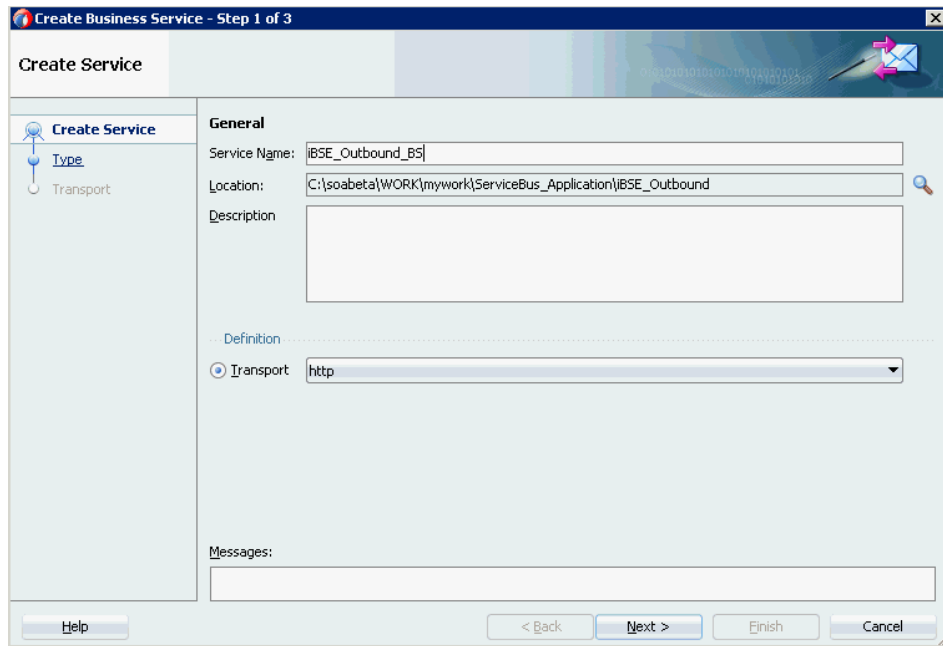 Create Business Service - Step 1 of 3
Create Service
Create Service
Type
Transport
General
Service Name: iBSE_Outbound_BS
Location: C:\soabeta\WORK\mywork\ServiceBus_Application\iBSE_Outbound
Description
Definition
Transport http
Messages:
Help < Back Next > Finish Cancel